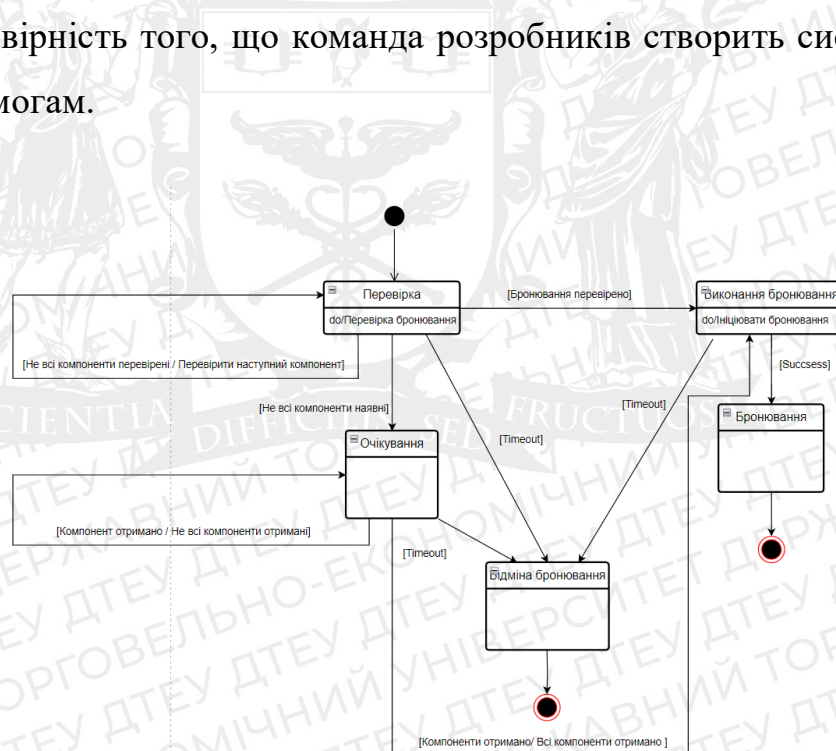 вірність того, що команда розробників створить сис
могам.
Перевірка
do/Перевірка бронювання
[Бронювання перевірено]
Виконання бронювання
do/Ініціювати бронювання
[Не всі компоненти перевірені / Перевірити наступний компонент]
[Succsess]
[Не всі компоненти наявні]
[Timeout]
Бронювання
Очікування
[Timeout]
[Компонент отримано / Не всі компоненти отримані]
[Timeout]
Відміна бронювання
[Компоненти отримано/ Всі компоненти отримано ]